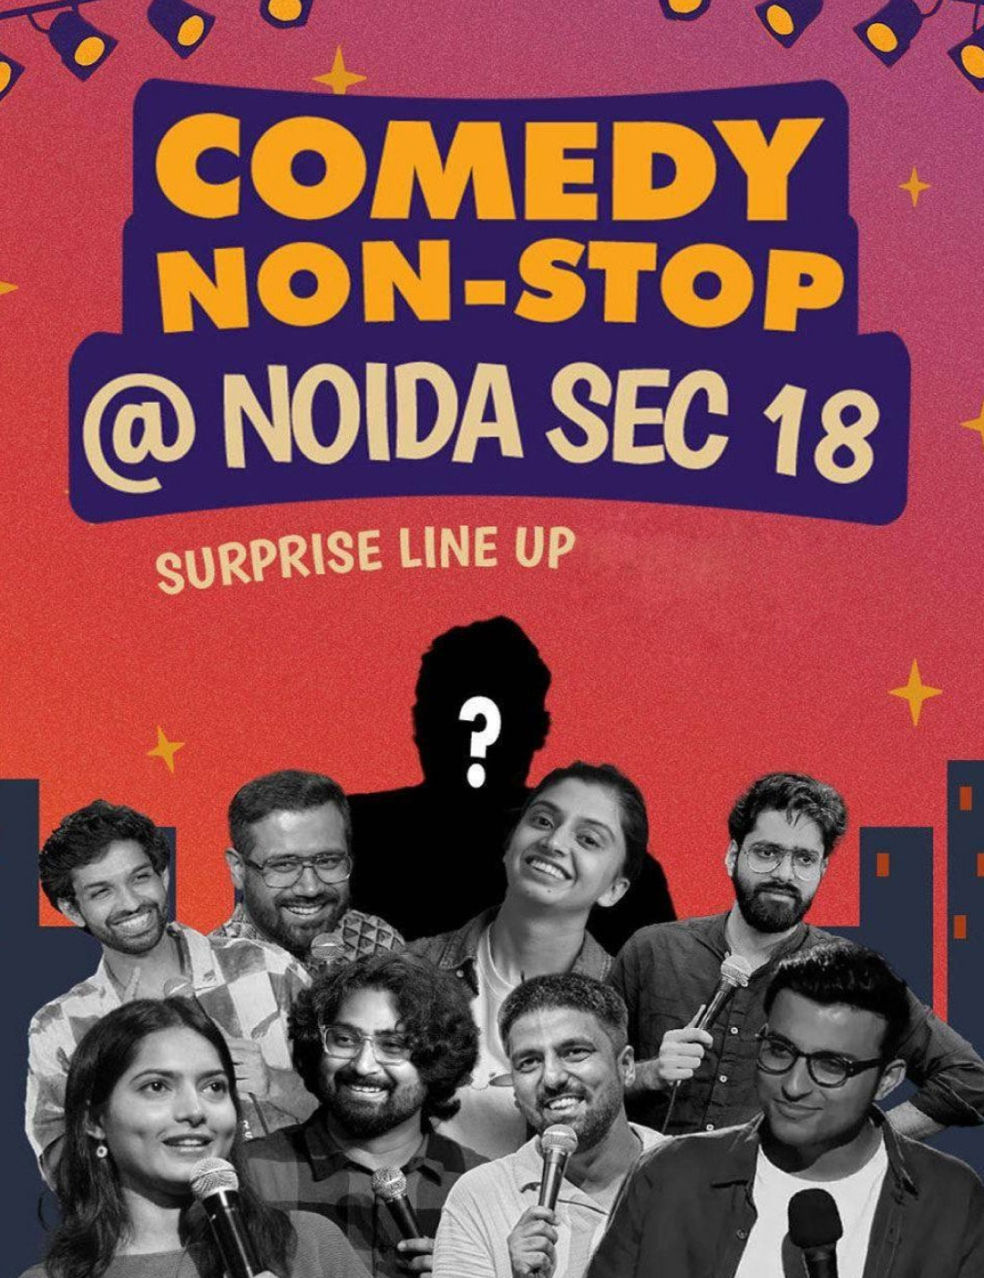 COMEDY
NON-STOP
@ NOIDA SEC 18
SURPRISE LINE UP
?